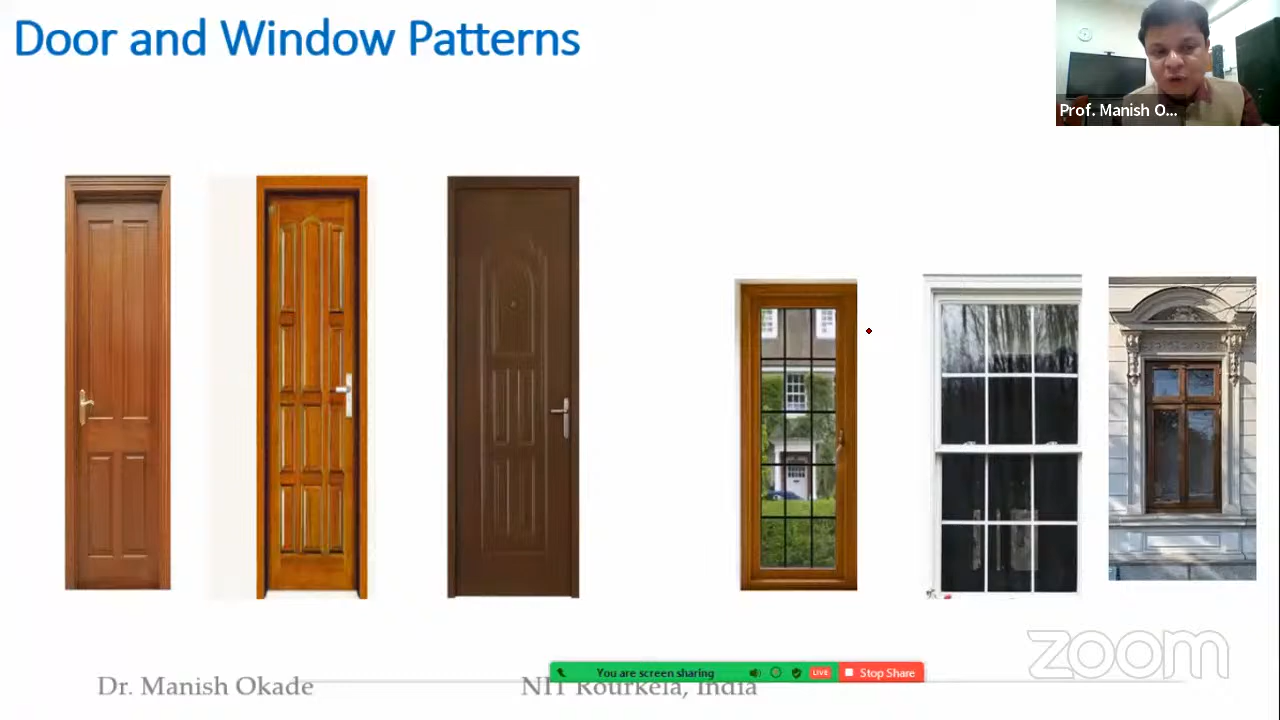 Door and Window Patterns
Prof. Manish O...
zoom
You are screen sharing
LIVE
Stop Share
Dr. Manish Okade
NIT Rourkela, India